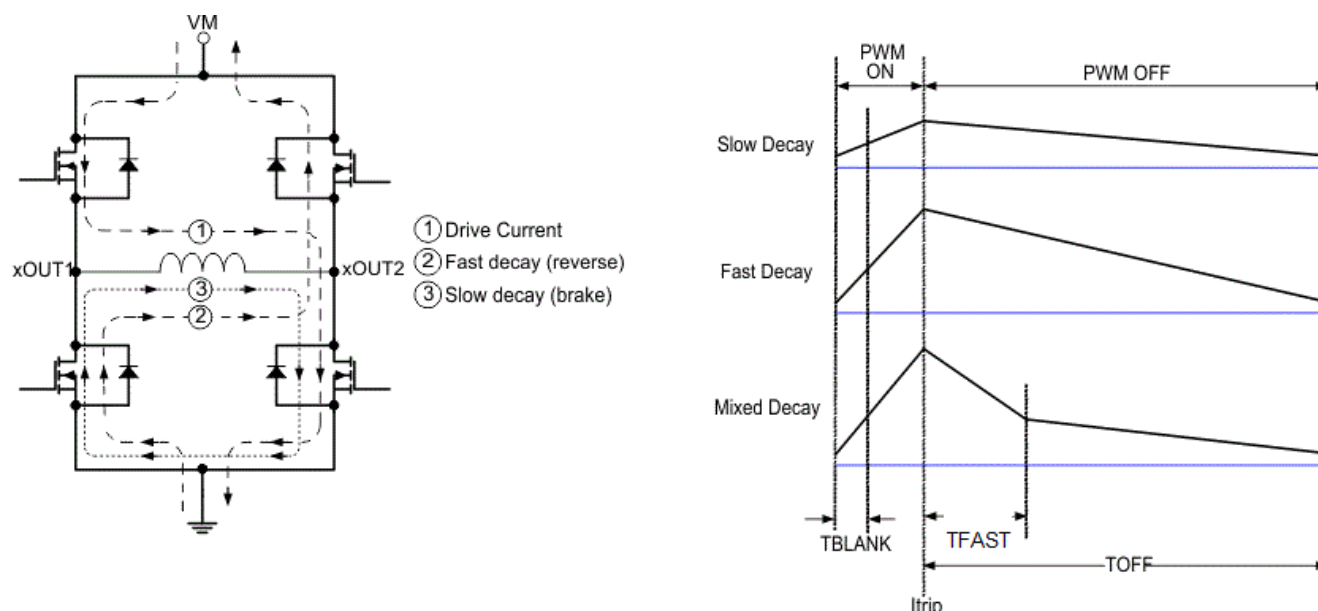 VM
xOUT1
xOUT2
1
2
3
1 Drive Current
2 Fast decay (reverse)
3 Slow decay (brake)
PWM
ON
PWM OFF
Slow Decay
Fast Decay
Mixed Decay
TBLANK
TFAST
TOFF
Itrip